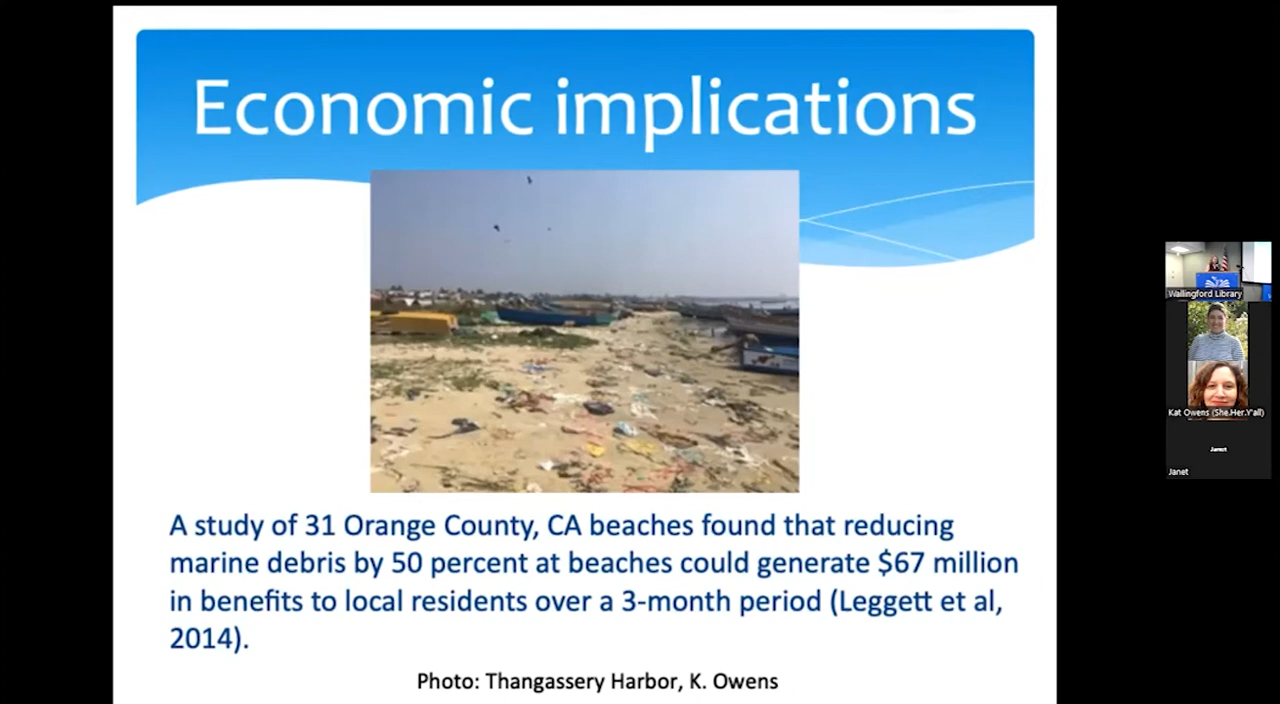 Economic implications
A study of 31 Orange County, CA beaches found that reducing
marine debris by 50 percent at beaches could generate $67 million
in benefits to local residents over a 3-month period (Leggett et al,
2014).
Photo: Thangassery Harbor, K. Owens
Wallingford Library
Kat Owens (She.Her.Y'all)
Janet
Janet